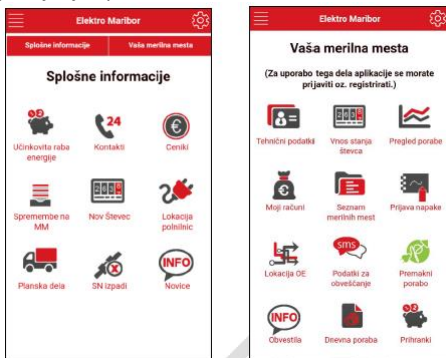 Elektro Maribor
Splošne informacije Vaša merilna mesta
Splošne informacije
24
Učinkovita raba
energije
Kontakti
Ceniki
Spremembe na
MM
Nov Števec
Lokacija
polnilnic
INFO
Planska dela
SN izpadi
Novice
Elektro Maribor
Vaša merilna
mesta
(Za uporabo tega dela aplikacije se morate
prijaviti oz. registrirati.)
Tehnični podatki
Vnos stanja
števca
Pregled porabe
Moji računi
Seznam
merilnih mest
Prijava napake
sms
Lokacija OE
Podatki za
obveščanje
Premakni
porabo
INFO
Obvestila
Dnevna poraba
Prihranki